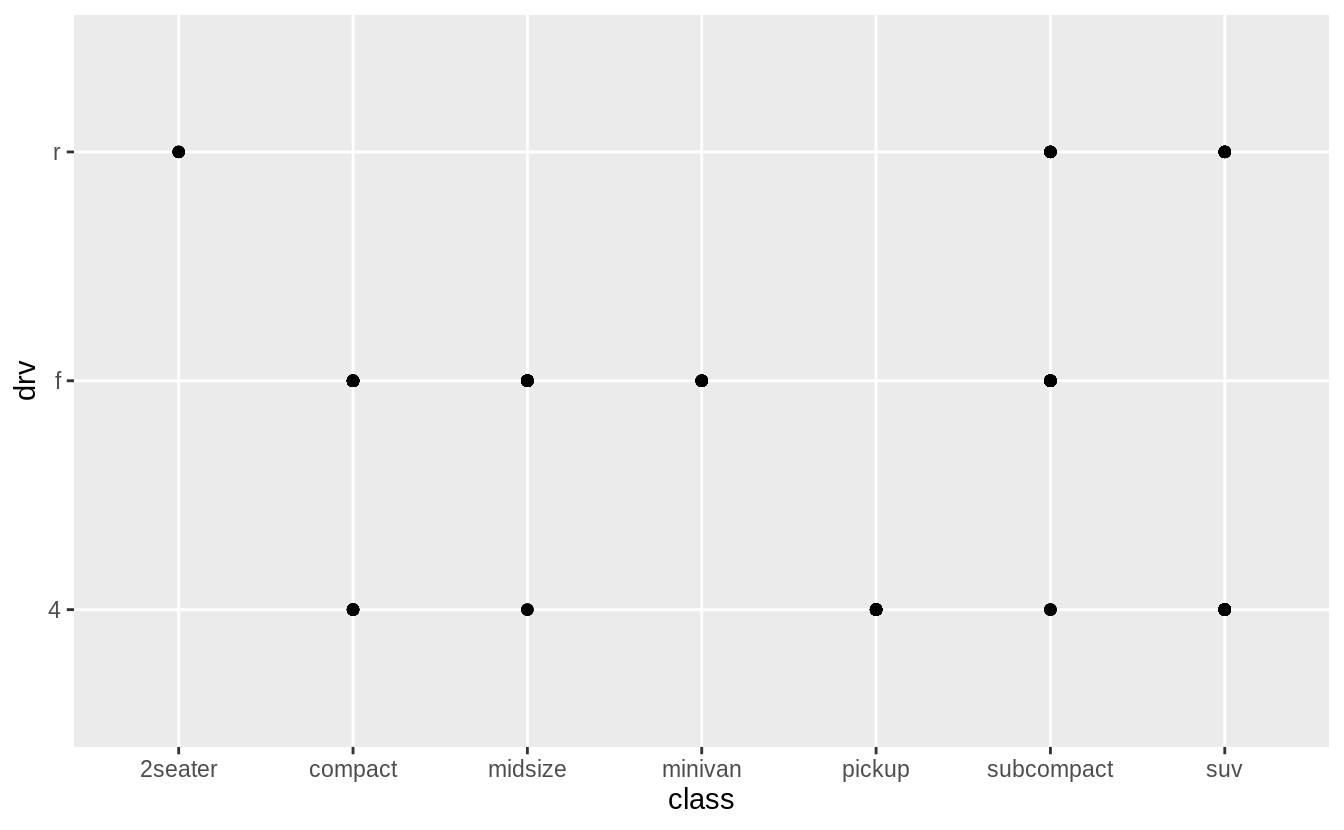 r
f
4
drv
2seater compact midsize minivan pickup subcompact suv
class